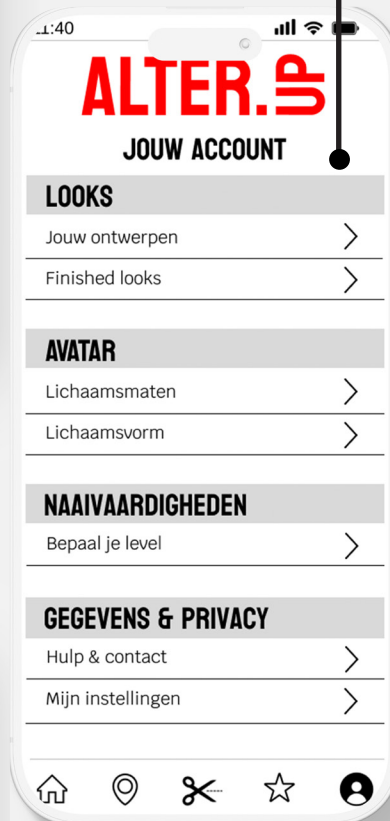 11:40
ALTER.UP
JOUW ACCOUNT
LOOKS
Jouw ontwerpen
Finished looks
AVATAR
Lichaamsmaten
Lichaamsvorm
NAAIVAARDIGHEDEN
Bepaal je level
GEGEVENS & PRIVACY
Hulp & contact
Mijn instellingen